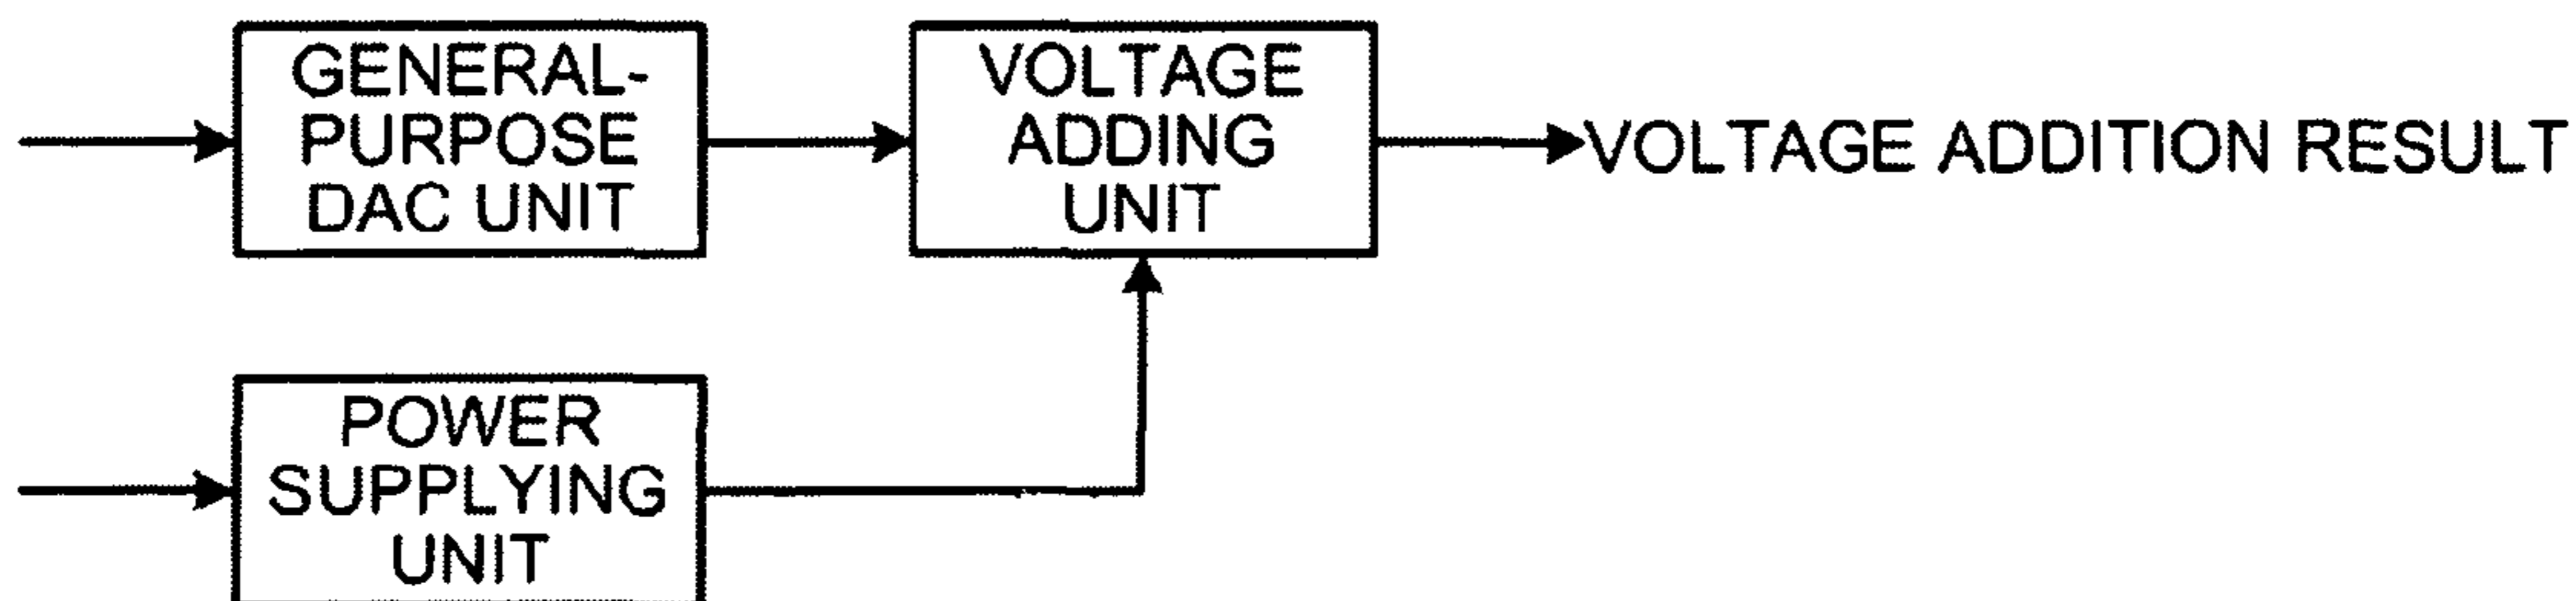 GENERAL-
PURPOSE
DAC UNIT
VOLTAGE
ADDING
UNIT
VOLTAGE ADDITION RESULT
POWER
SUPPLYING
UNIT